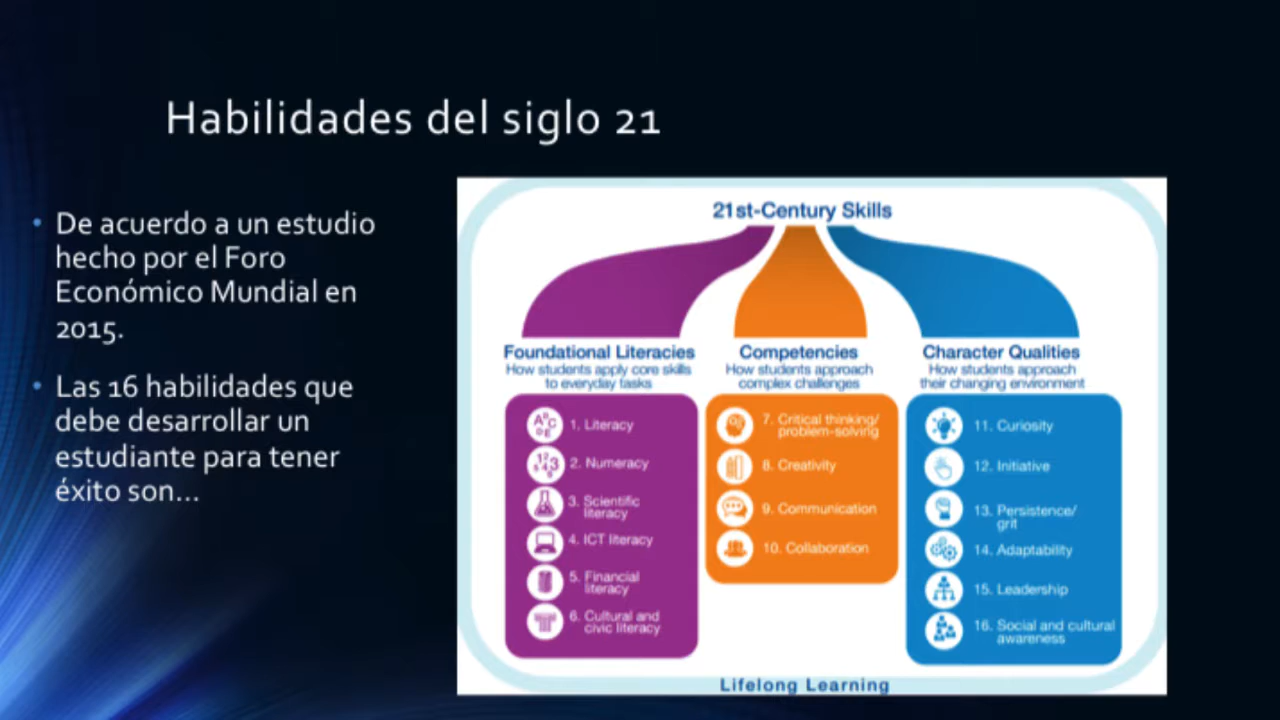 Habilidades del siglo 21
• De acuerdo a un estudio
hecho por el Foro
Económico Mundial en
2015.
• Las 16 habilidades que
debe desarrollar un
estudiante para tener
éxito son...
21st-Century Skills
Foundational Literacies
How students apply core skills
to everyday tasks
1. Literacy
2. Numeracy
3. Scientific
literacy
4. ICT literacy
5. Financial
literacy
6. Cultural and
civic literacy
Competencies
How students approach
complex challenges
7. Critical thinking/
problem-solving
8. Creativity
9. Communication
10. Collaboration
Character Qualities
How students approach
their changing environment
11. Curiosity
12. Initiative
13. Persistence/
grit
14. Adaptability
15. Leadership
16. Social and cultural
awareness
Lifelong Learning